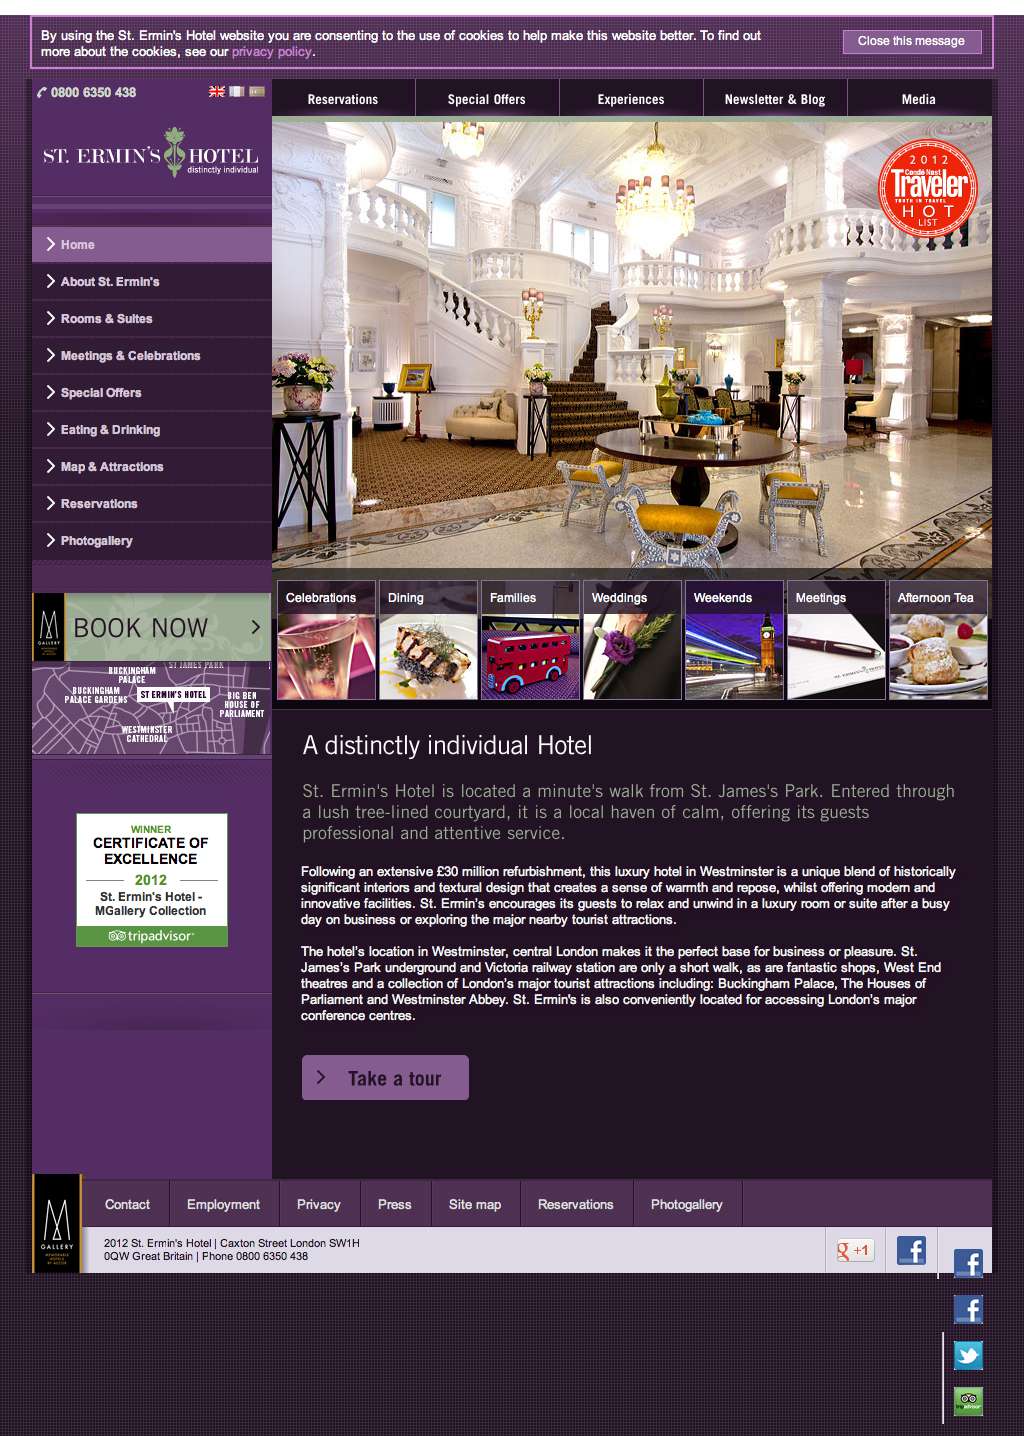 By using the St. Ermin's Hotel website you are consenting to the use of cookies to help make this website better. To find out
more about the cookies, see our privacy policy.
Close this message
0800 6350 438
ST. ERMIN'S HOTEL
distinctly individual
Reservations
Special Offers
Experiences
Newsletter & Blog
Media
2012
Condé Nast
Traveler
TRUTH IN TRAVEL
HOT
LIST
Home
About St. Ermin's
Rooms & Suites
Meetings & Celebrations
Special Offers
Eating & Drinking
Map & Attractions
Reservations
Photogallery
M
GALLERY
BOOK NOW
ST JAMES PARK
BUCKINGHAM
PALACE
BUCKINGHAM
PALACE GARDENS
ST ERMIN'S HOTEL
BIG BEN
HOUSE OF
PARLIAMENT
WESTMINSTER
CATHEDRAL
Celebrations
Dining
Families
Weddings
Weekends
Meetings
Afternoon Tea
ST. ERMIN'S HOTEL
WINNER
CERTIFICATE OF
EXCELLENCE
2012
St. Ermin's Hotel -
MGallery Collection
tripadvisor
A distinctly individual Hotel
St. Ermin's Hotel is located a minute's walk from St. James's Park. Entered through
a lush tree-lined courtyard, it is a local haven of calm, offering its guests
professional and attentive service.
Following an extensive £30 million refurbishment, this luxury hotel in Westminster is a unique blend of historically
significant interiors and textural design that creates a sense of warmth and repose, whilst offering modern and
innovative facilities. St. Ermin's encourages its guests to relax and unwind in a luxury room or suite after a busy
day on business or exploring the major nearby tourist attractions.
The hotel's location in Westminster, central London makes it the perfect base for business or pleasure. St.
James's Park underground and Victoria railway station are only a short walk, as are fantastic shops, West End
theatres and a collection of London's major tourist attractions including: Buckingham Palace, The Houses of
Parliament and Westminster Abbey. St. Ermin's is also conveniently located for accessing London's major
conference centres.
Take a tour
M
GALLERY
MEMORABLE
HOTELS
BY ACCOR
Contact
Employment
Privacy
Press
Site map
Reservations
Photogallery
2012 St. Ermin's Hotel | Caxton Street London SW1H
0QW Great Britain | Phone 0800 6350 438
g +1
f
f
f
tripadvisor